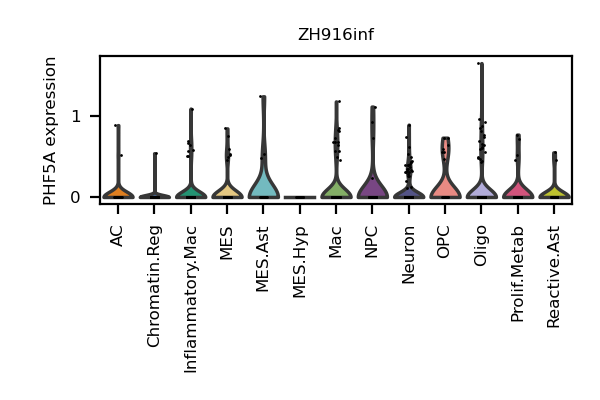 ZH916inf
PHF5A expression
1
0
AC
Chromatin.Reg
Inflammatory.Mac
MES
MES.Ast
MES.Hyp
Mac
NPC
Neuron
OPC
Oligo
Prolif.Metab
Reactive.Ast